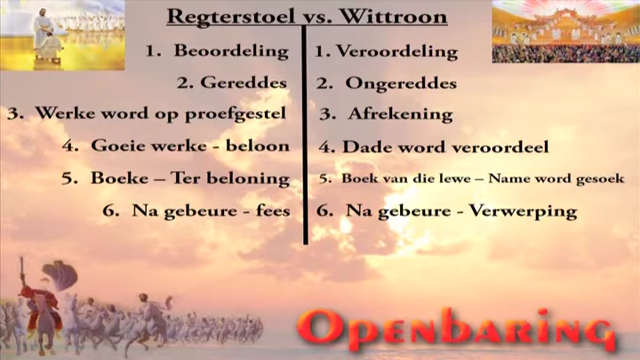 Regterstoel vs. Wittroon
1. Beoordeling
2. Gereddes
3. Werke word op proefgestel
4. Goeie werke - beloon
5. Boeke – Ter beloning
6. Na gebeure - fees
1. Veroordeling
2. Ongereddes
3. Afrekening
4. Dade word veroordeel
5. Boek van die lewe – Name word gesoek
6. Na gebeure - Verwerping
Openbaring